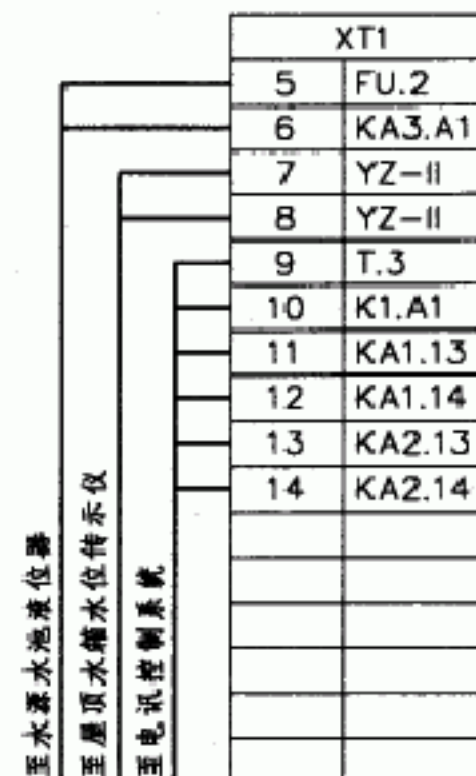 XT1
5 FU.2
6 KA3.A1
7 YZ-II
8 YZ-II
9 T.3
10 K1.A1
11 KA1.13
12 KA1.14
13 KA2.13
14 KA2.14
至水源水池液位器
至屋顶水箱水位传示仪
至电讯控制系统